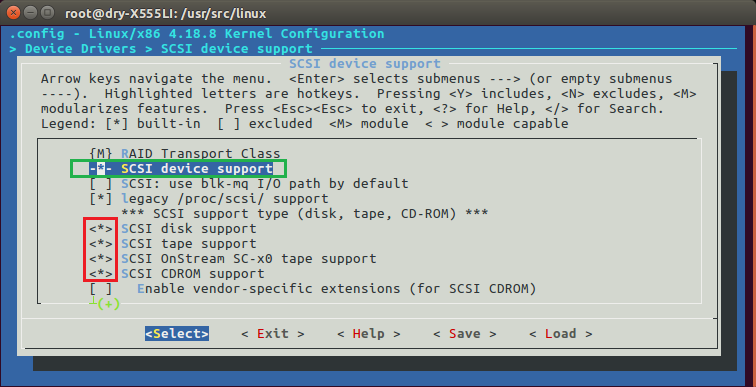 root@dry-X555LI: /usr/src/linux
.config - Linux/x86 4.18.8 Kernel Configuration
> Device Drivers > SCSI device support
SCSI device support
Arrow keys navigate the menu.  <Enter> selects submenus ---> (or empty submenus
----).  Highlighted letters are hotkeys.  Pressing <Y> includes, <N> excludes, <M>
modularizes features.  Press <Esc><Esc> to exit, <?> for Help, </> for Search.
Legend: [*] built-in  [ ] excluded  <M> module  < > module capable
{M} RAID Transport Class
-*- SCSI device support
[ ] SCSI: use blk-mq I/O path by default
[*] legacy /proc/scsi/ support
*** SCSI support type (disk, tape, CD-ROM) ***
<*> SCSI disk support
<*> SCSI tape support
<*> SCSI OnStream SC-x0 tape support
<*> SCSI CDROM support
[ ]   Enable vendor-specific extensions (for SCSI CDROM)
(+)
<Select>    < Exit >    < Help >    < Save >    < Load >